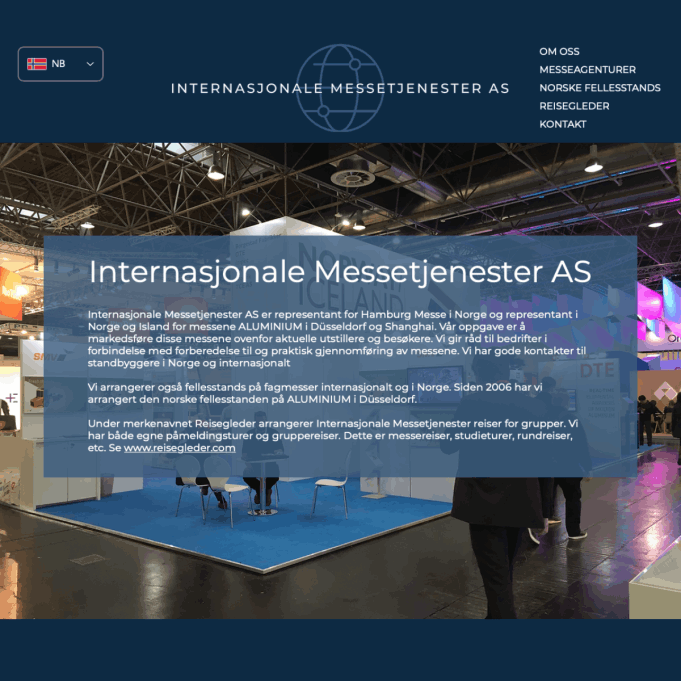 NB
INTERNASJONALE MESSETJENESTER AS
OM OSS
MESSEAGENTURER
NORSKE FELLESSTANDS
REISEGLEDER
KONTAKT
NORWAY
ICELAND
Internasjonale Messetjenester AS
Internasjonale Messetjenester AS er representant for Hamburg Messe i Norge og representant i
Norge og Island for messene ALUMINIUM i Düsseldorf og Shanghai. Vår oppgave er å
markedsføre disse messene ovenfor aktuelle utstillere og besøkere. Vi gir råd til bedrifter i
forbindelse med forberedelse til og praktisk gjennomføring av messene. Vi har gode kontakter til
standbyggere i Norge og internasjonalt
Vi arrangerer også fellesstands på fagmesser internasjonalt og i Norge. Siden 2006 har vi
arrangert den norske fellesstanden på ALUMINIUM i Düsseldorf.
Under merkenavnet Reisegleder arrangerer Internasjonale Messetjenester reiser for grupper. Vi
har både egne påmeldingsturer og gruppereiser. Dette er messereiser, studieturer, rundreiser,
etc. Se www.reisegleder.com
DTE